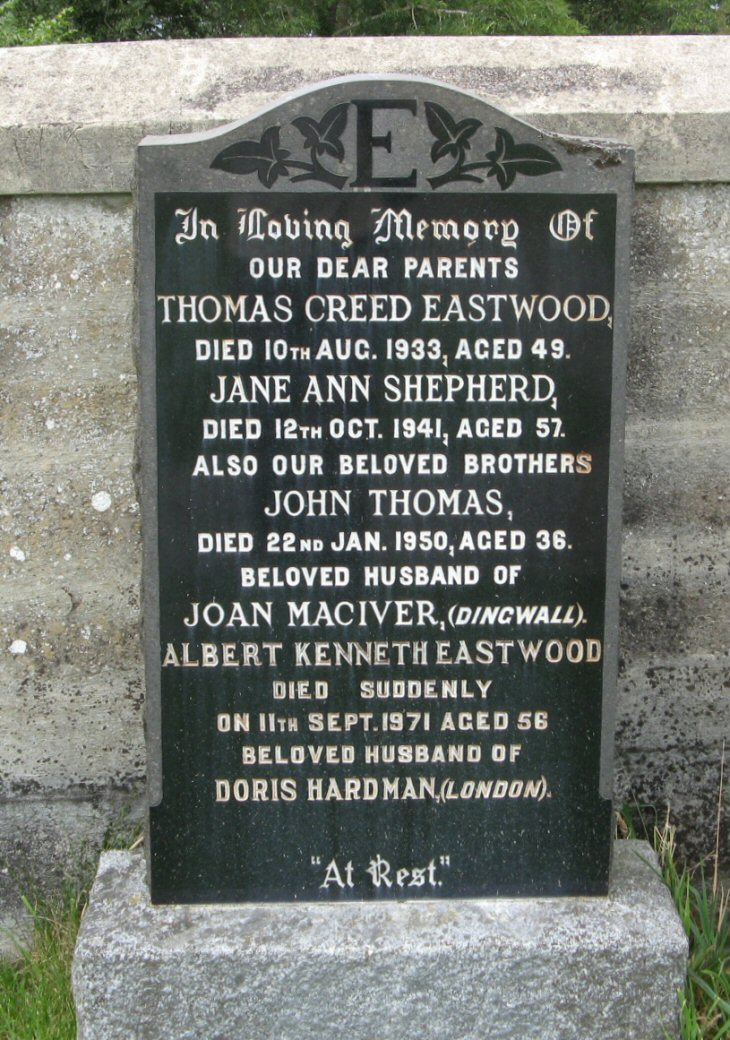 E
In Loving Memory Of
OUR DEAR PARENTS
THOMAS CREED EASTWOOD,
DIED 10TH AUG. 1933, AGED 49.
JANE ANN SHEPHERD,
DIED 12TH OCT. 1941, AGED 57.
ALSO OUR BELOVED BROTHERS
JOHN THOMAS,
DIED 22ND JAN. 1950, AGED 36.
BELOVED HUSBAND OF
JOAN MACIVER, (DINGWALL).
ALBERT KENNETH EASTWOOD
DIED SUDDENLY
ON 11TH SEPT. 1971 AGED 56
BELOVED HUSBAND OF
DORIS HARDMAN, (LONDON).
"At Rest."